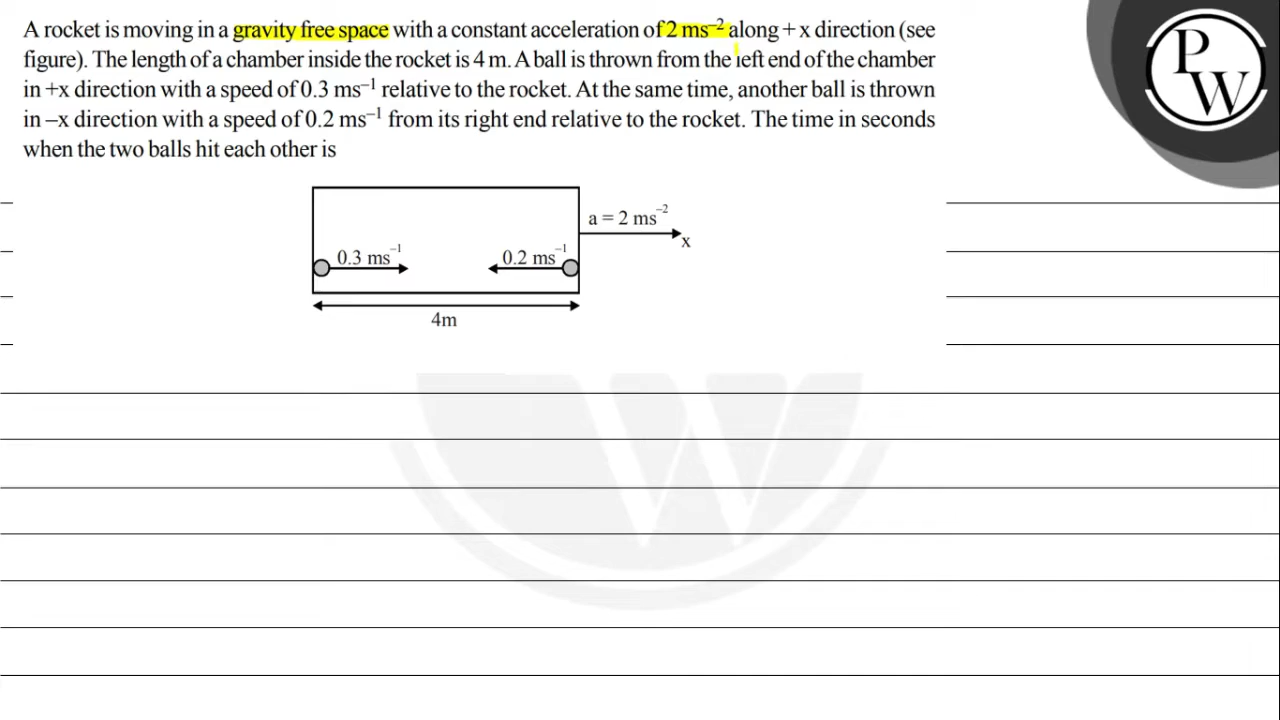 A rocket is moving in a gravity free space with a constant acceleration of 2 ms⁻² along + x direction (see
figure). The length of a chamber inside the rocket is 4 m. A ball is thrown from the left end of the chamber
in +x direction with a speed of 0.3 ms⁻¹ relative to the rocket. At the same time, another ball is thrown
in –x direction with a speed of 0.2 ms⁻¹ from its right end relative to the rocket. The time in seconds
when the two balls hit each other is
P
W
a = 2 ms⁻²
x
0.3 ms⁻¹
0.2 ms⁻¹
4m
W